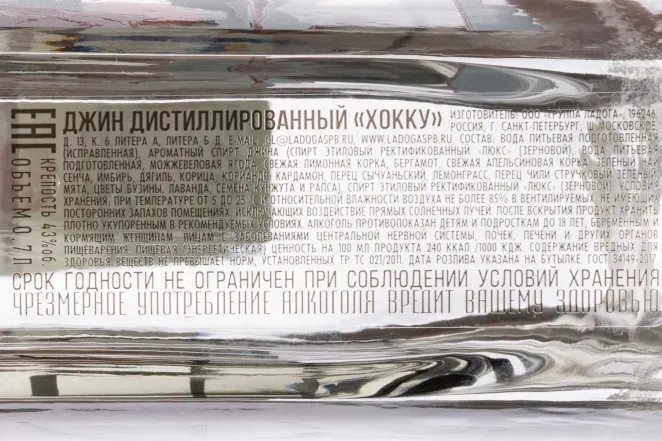 ДЖИН ДИСТИЛЛИРОВАННЫЙ «ХОККУ» ИЗГОТОВИТЕЛЬ: ООО «ГРУППА ЛАДОГА», 196246
РОССИЯ, Г. САНКТ-ПЕТЕРБУРГ, Ш. МОСКОВСКОЕ
Д. 13, К. 6 ЛИТЕРА А, ЛИТЕРА Б Д. E-MAIL: OL@LADOGASPB.RU, WWW.LADOGASPB.RU, СОСТАВ: ВОДА ПИТЬЕВАЯ ПОДГОТОВЛЕННАЯ
(ИСПРАВЛЕННАЯ), АРОМАТНЫЙ СПИРТ ДЖИНА (СПИРТ ЭТИЛОВЫЙ РЕКТИФИКОВАННЫЙ «ЛЮКС» (ЗЕРНОВОЙ), ВОДА ПИТЬЕВАЯ
ПОДГОТОВЛЕННАЯ, МОЖЖЕВЕЛОВАЯ ЯГОДА, СВЕЖАЯ ЛИМОННАЯ КОРКА, БЕРГАМОТ, СВЕЖАЯ АПЕЛЬСИНОВАЯ КОРКА, ЗЕЛЕНЫЙ ЧАЙ
СЕНЧА, ИМБИРЬ, ДЯГИЛЬ, КОРИЦА, КОРИАНДР, КАРДАМОН, ПЕРЕЦ СЫЧУАНЬСКИЙ, ЛЕМОНГРАСС, ПЕРЕЦ ЧИЛИ СТРУЧКОВЫЙ ЗЕЛЕНЫЙ,
МЯТА, ЦВЕТЫ БУЗИНЫ, ЛАВАНДА, СЕМЕНА КУНЖУТА И РАПСА), СПИРТ ЭТИЛОВЫЙ РЕКТИФИКОВАННЫЙ «ЛЮКС» (ЗЕРНОВОЙ). УСЛОВИЯ
ХРАНЕНИЯ: ПРИ ТЕМПЕРАТУРЕ ОТ 5 ДО 25 ОТНОСИТЕЛЬНОЙ ВЛАЖНОСТИ ВОЗДУХА НЕ БОЛЕЕ 85% В ВЕНТИЛИРУЕМЫХ, НЕ ИМЕЮЩИХ
ПОСТОРОННИХ ЗАПАХОВ ПОМЕЩЕНИЯХ, ИСКЛЮЧАЮЩИХ ВОЗДЕЙСТВИЕ ПРЯМЫХ СОЛНЕЧНЫХ ЛУЧЕЙ. ПОСЛЕ ВСКРЫТИЯ ПРОДУКТ ХРАНИТЬ
ПЛОТНО УКУПОРЕННЫМ В РЕКОМЕНДУЕМЫХ УСЛОВИЯХ. АЛКОГОЛЬ ПРОТИВОПОКАЗАН ДЕТЯМ И ПОДРОСТКАМ ДО 18 ЛЕТ, БЕРЕМЕННЫМ И
КОРМЯЩИМ ЖЕНЩИНАМ, ЛИЦАМ С ЗАБОЛЕВАНИЯМИ ЦЕНТРАЛЬНОЙ НЕРВНОЙ СИСТЕМЫ, ПОЧЕК, ПЕЧЕНИ И ДРУГИХ ОРГАНОВ
ПИЩЕВАРЕНИЯ. ПИЩЕВАЯ (ЭНЕРГЕТИЧЕСКАЯ) ЦЕННОСТЬ НА 100 МЛ ПРОДУКТА 240 ККАЛ /1000 КДЖ. СОДЕРЖАНИЕ ВРЕДНЫХ ДЛЯ
ЗДОРОВЬЯ ВЕЩЕСТВ НЕ ПРЕВЫШАЕТ НОРМ, УСТАНОВЛЕННЫХ ТР ТС 021/2011. ДАТА РОЗЛИВА УКАЗАНА НА БУТЫЛКЕ. ГОСТ 34149-2017
СРОК ГОДНОСТИ НЕ ОГРАНИЧЕН ПРИ СОБЛЮДЕНИИ УСЛОВИЙ ХРАНЕНИЯ
ЧРЕЗМЕРНОЕ УПОТРЕБЛЕНИЕ АЛКОГОЛЯ ВРЕДИТ ВАШЕМУ ЗДОРОВЬЮ
EAC
КРЕПОСТЬ 43%об
ОБЪЕМ 0,7 Л